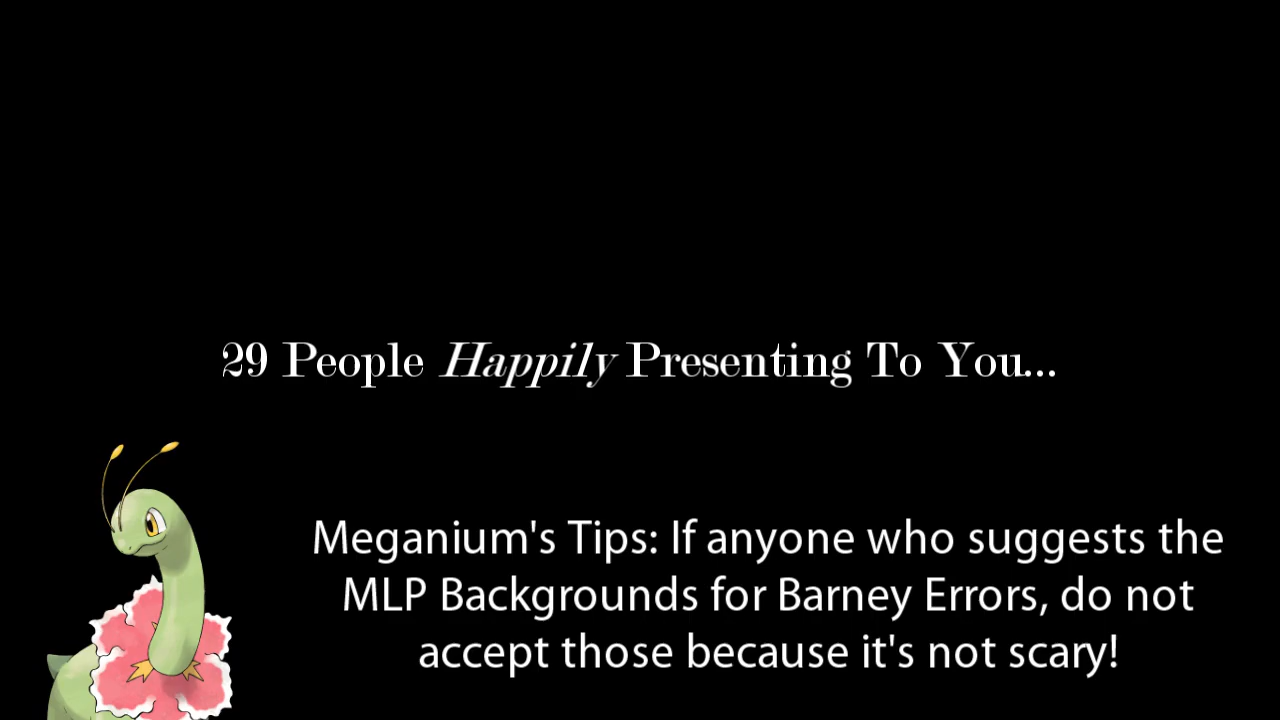 29 People Happily Presenting To You...
Meganium's Tips: If anyone who suggests the
MLP Backgrounds for Barney Errors, do not
accept those because it's not scary!